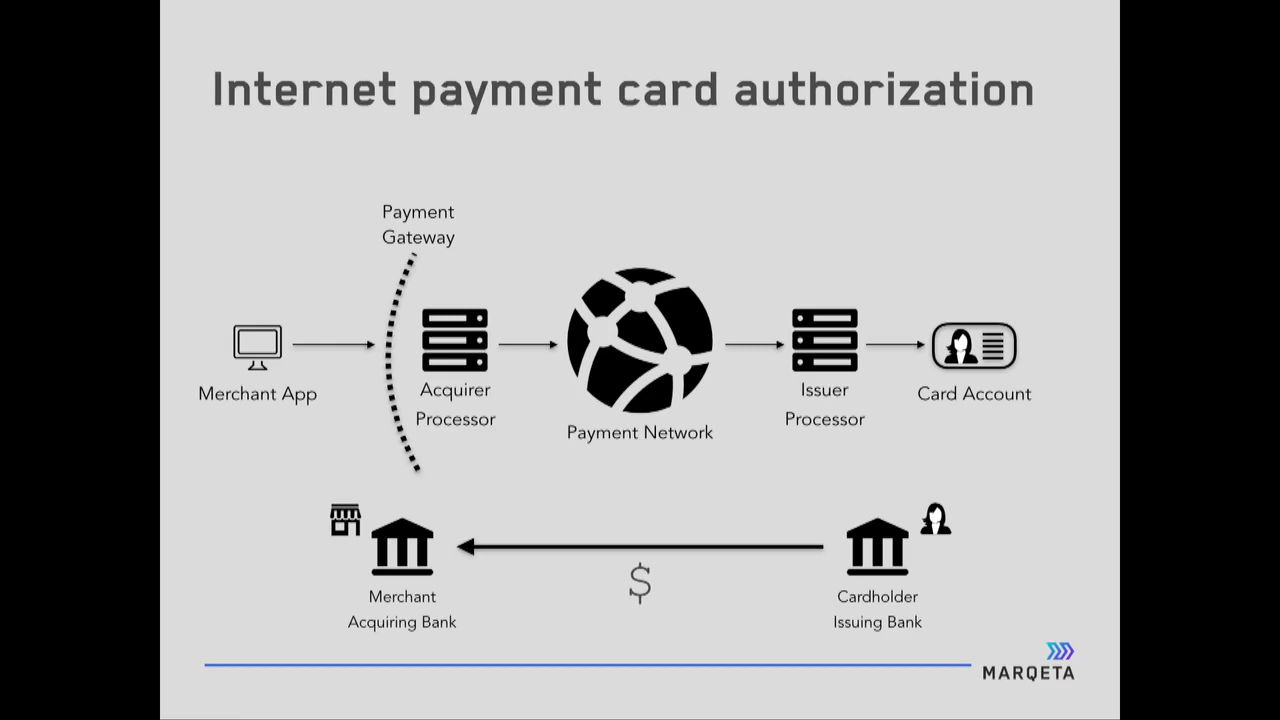 Internet payment card authorization
Payment
Gateway
Merchant App
Acquirer
Processor
Payment Network
Issuer
Processor
Card Account
$
Merchant
Acquiring Bank
Cardholder
Issuing Bank
MARQETA